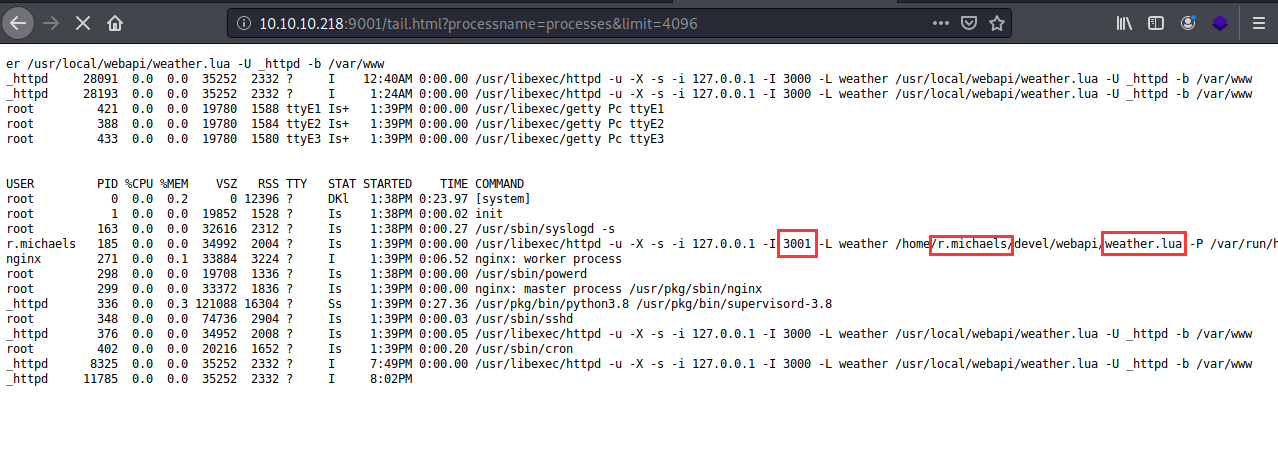 10.10.10.218:9001/tail.html?processname=processes&limit=4096
er /usr/local/webapi/weather.lua -U _httpd -b /var/www
_httpd 28091 0.0 0.0 35252 2332 ? I 12:40AM 0:00.00 /usr/libexec/httpd -u -X -s -i 127.0.0.1 -I 3000 -L weather /usr/local/webapi/weather.lua -U _httpd -b /var/www
_httpd 28193 0.0 0.0 35252 2332 ? I 1:24AM 0:00.00 /usr/libexec/httpd -u -X -s -i 127.0.0.1 -I 3000 -L weather /usr/local/webapi/weather.lua -U _httpd -b /var/www
root 421 0.0 0.0 19780 1588 ttyE1 Is+ 1:39PM 0:00.00 /usr/libexec/getty Pc ttyE1
root 388 0.0 0.0 19780 1584 ttyE2 Is+ 1:39PM 0:00.00 /usr/libexec/getty Pc ttyE2
root 433 0.0 0.0 19780 1580 ttyE3 Is+ 1:39PM 0:00.00 /usr/libexec/getty Pc ttyE3
USER PID %CPU %MEM VSZ RSS TTY STAT STARTED TIME COMMAND
root 0 0.0 0.2 0 12396 ? DKl 1:38PM 0:23.97 [system]
root 1 0.0 0.0 19852 1528 ? Is 1:38PM 0:00.02 init
root 163 0.0 0.0 32616 2312 ? Is 1:38PM 0:00.27 /usr/sbin/syslogd -s
r.michaels 185 0.0 0.0 34992 2004 ? Is 1:39PM 0:00.00 /usr/libexec/httpd -u -X -s -i 127.0.0.1 -I 3001 -L weather /home/r.michaels/devel/webapi/weather.lua -P /var/run/h
nginx 271 0.0 0.1 33884 3224 ? I 1:39PM 0:06.52 nginx: worker process
root 298 0.0 0.0 19708 1336 ? Is 1:38PM 0:00.00 /usr/sbin/powerd
root 299 0.0 0.0 33372 1836 ? Is 1:39PM 0:00.00 nginx: master process /usr/pkg/sbin/nginx
_httpd 336 0.0 0.3 121088 16304 ? Ss 1:39PM 0:27.36 /usr/pkg/bin/python3.8 /usr/pkg/bin/supervisord-3.8
root 348 0.0 0.0 74736 2904 ? Is 1:39PM 0:00.03 /usr/sbin/sshd
_httpd 376 0.0 0.0 34952 2008 ? Is 1:39PM 0:00.05 /usr/libexec/httpd -u -X -s -i 127.0.0.1 -I 3000 -L weather /usr/local/webapi/weather.lua -U _httpd -b /var/www
root 402 0.0 0.0 20216 1652 ? Is 1:39PM 0:00.20 /usr/sbin/cron
_httpd 8325 0.0 0.0 35252 2332 ? I 7:49PM 0:00.00 /usr/libexec/httpd -u -X -s -i 127.0.0.1 -I 3000 -L weather /usr/local/webapi/weather.lua -U _httpd -b /var/www
_httpd 11785 0.0 0.0 35252 2332 ? I 8:02PM